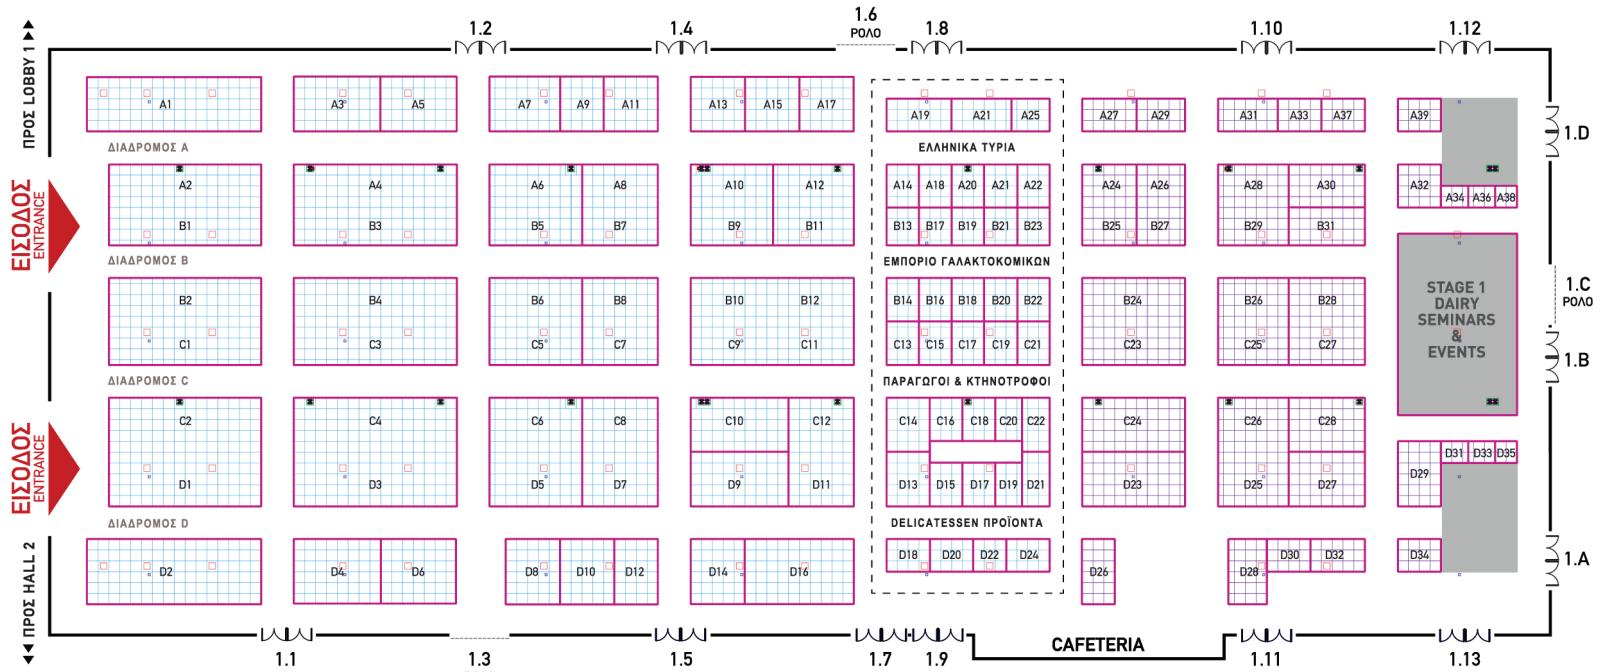 1.2
1.4
1.6
ΡΟΛΟ
1.8
1.10
1.12
ΠΡΟΣ LOBBY 1
A1
A3
A5
A7
A9
A11
A13
A15
A17
A19
A21
A25
A27
A29
A31
A33
A37
A39
1.D
ΔΙΑΔΡΟΜΟΣ A
ΕΛΛΗΝΙΚΑ ΤΥΡΙΑ
ΕΙΣΟΔΟΣ
ENTRANCE
A2
A4
A6
A8
A10
A12
A14
A18
A20
A21
A22
A24
A26
A28
A30
A32
A34
A36
A38
B1
B3
B5
B7
B9
B11
B13
B17
B19
B21
B23
B25
B27
B29
B31
ΔΙΑΔΡΟΜΟΣ B
ΕΜΠΟΡΙΟ ΓΑΛΑΚΤΟΚΟΜΙΚΩΝ
B2
B4
B6
B8
B10
B12
B14
B16
B18
B20
B22
B24
B26
B28
STAGE 1
DAIRY
SEMINARS
&
EVENTS
1.C
ΡΟΛΟ
C1
C3
C5
C7
C9
C11
C13
C15
C17
C19
C21
C23
C25
C27
1.B
ΔΙΑΔΡΟΜΟΣ C
ΠΑΡΑΓΩΓΟΙ & ΚΤΗΝΟΤΡΟΦΟΙ
ΕΙΣΟΔΟΣ
ENTRANCE
C2
C4
C6
C8
C10
C12
C14
C16
C18
C20
C22
C24
C26
C28
D31
D33
D35
D29
D1
D3
D5
D7
D9
D11
D13
D15
D17
D19
D21
D23
D25
D27
ΔΙΑΔΡΟΜΟΣ D
DELICATESSEN ΠΡΟΪΟΝΤΑ
ΠΡΟΣ HALL 2
D2
D4
D6
D8
D10
D12
D14
D16
D18
D20
D22
D24
D26
D28
D30
D32
D34
1.A
CAFETERIA
1.1
1.3
1.5
1.7
1.9
1.11
1.13